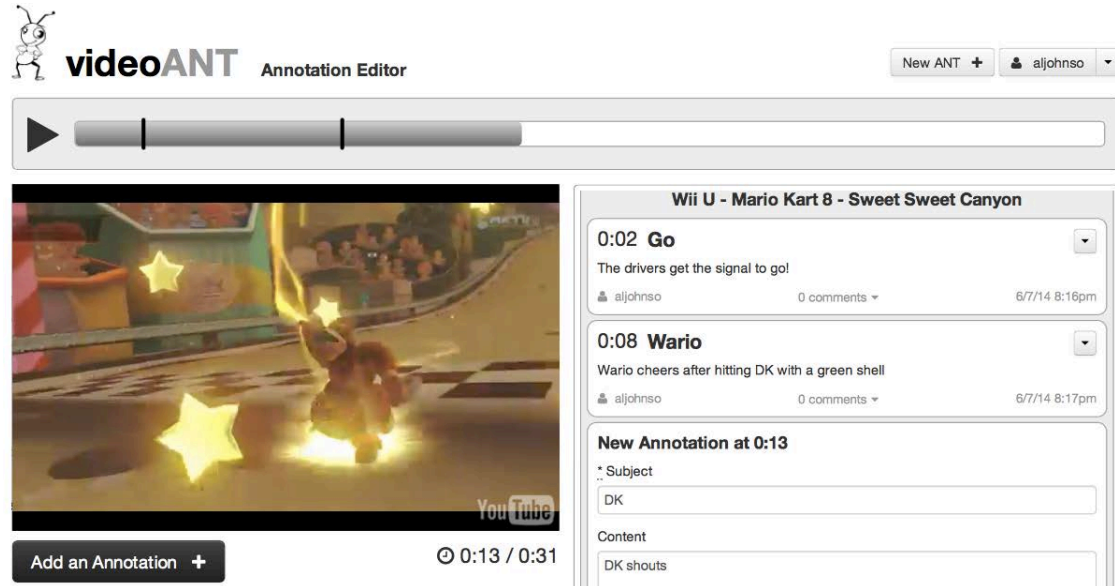 videoANT Annotation Editor
New ANT +
aljohnso
Wii U - Mario Kart 8 - Sweet Sweet Canyon
0:02 Go
The drivers get the signal to go!
aljohnso 0 comments 6/7/14 8:16pm
0:08 Wario
Wario cheers after hitting DK with a green shell
aljohnso 0 comments 6/7/14 8:17pm
New Annotation at 0:13
* Subject
DK
Content
DK shouts
YouTube
Add an Annotation +
0:13 / 0:31